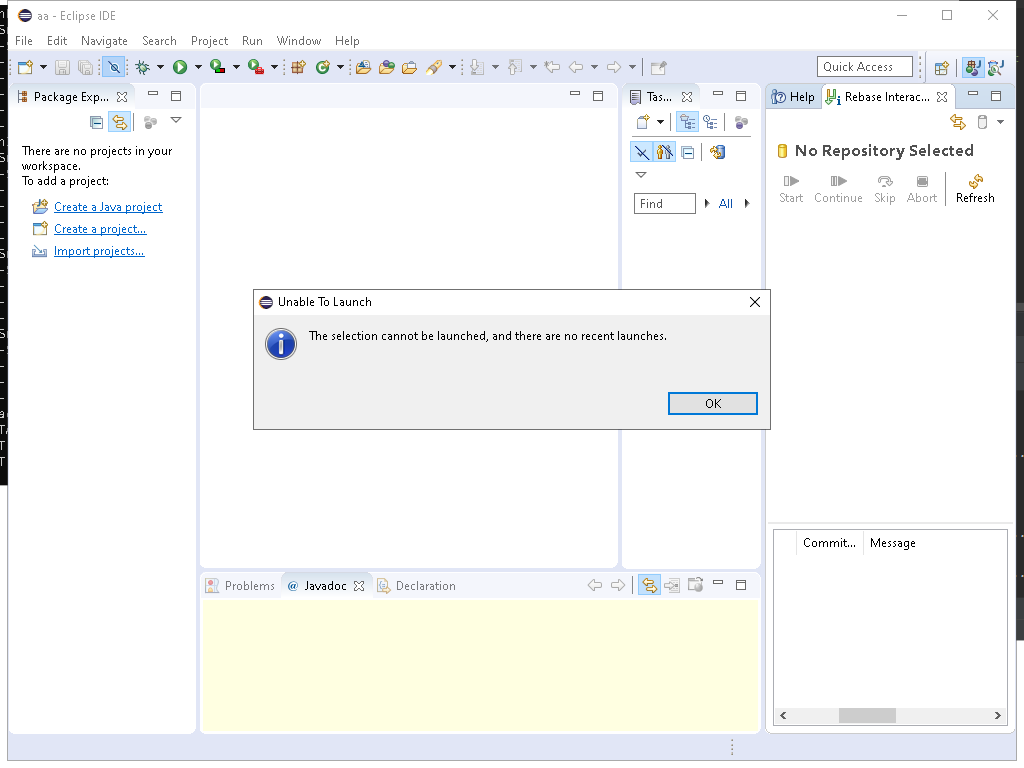 aa - Eclipse IDE
File Edit Navigate Search Project Run Window Help
Quick Access
Package Exp...
There are no projects in your
workspace.
To add a project:
Create a Java project
Create a project...
Import projects...
Tas...
Find
All
Help
Rebase Interac...
No Repository Selected
Start Continue Skip Abort Refresh
Unable To Launch
The selection cannot be launched, and there are no recent launches.
OK
Commit... Message
Problems
@ Javadoc
Declaration